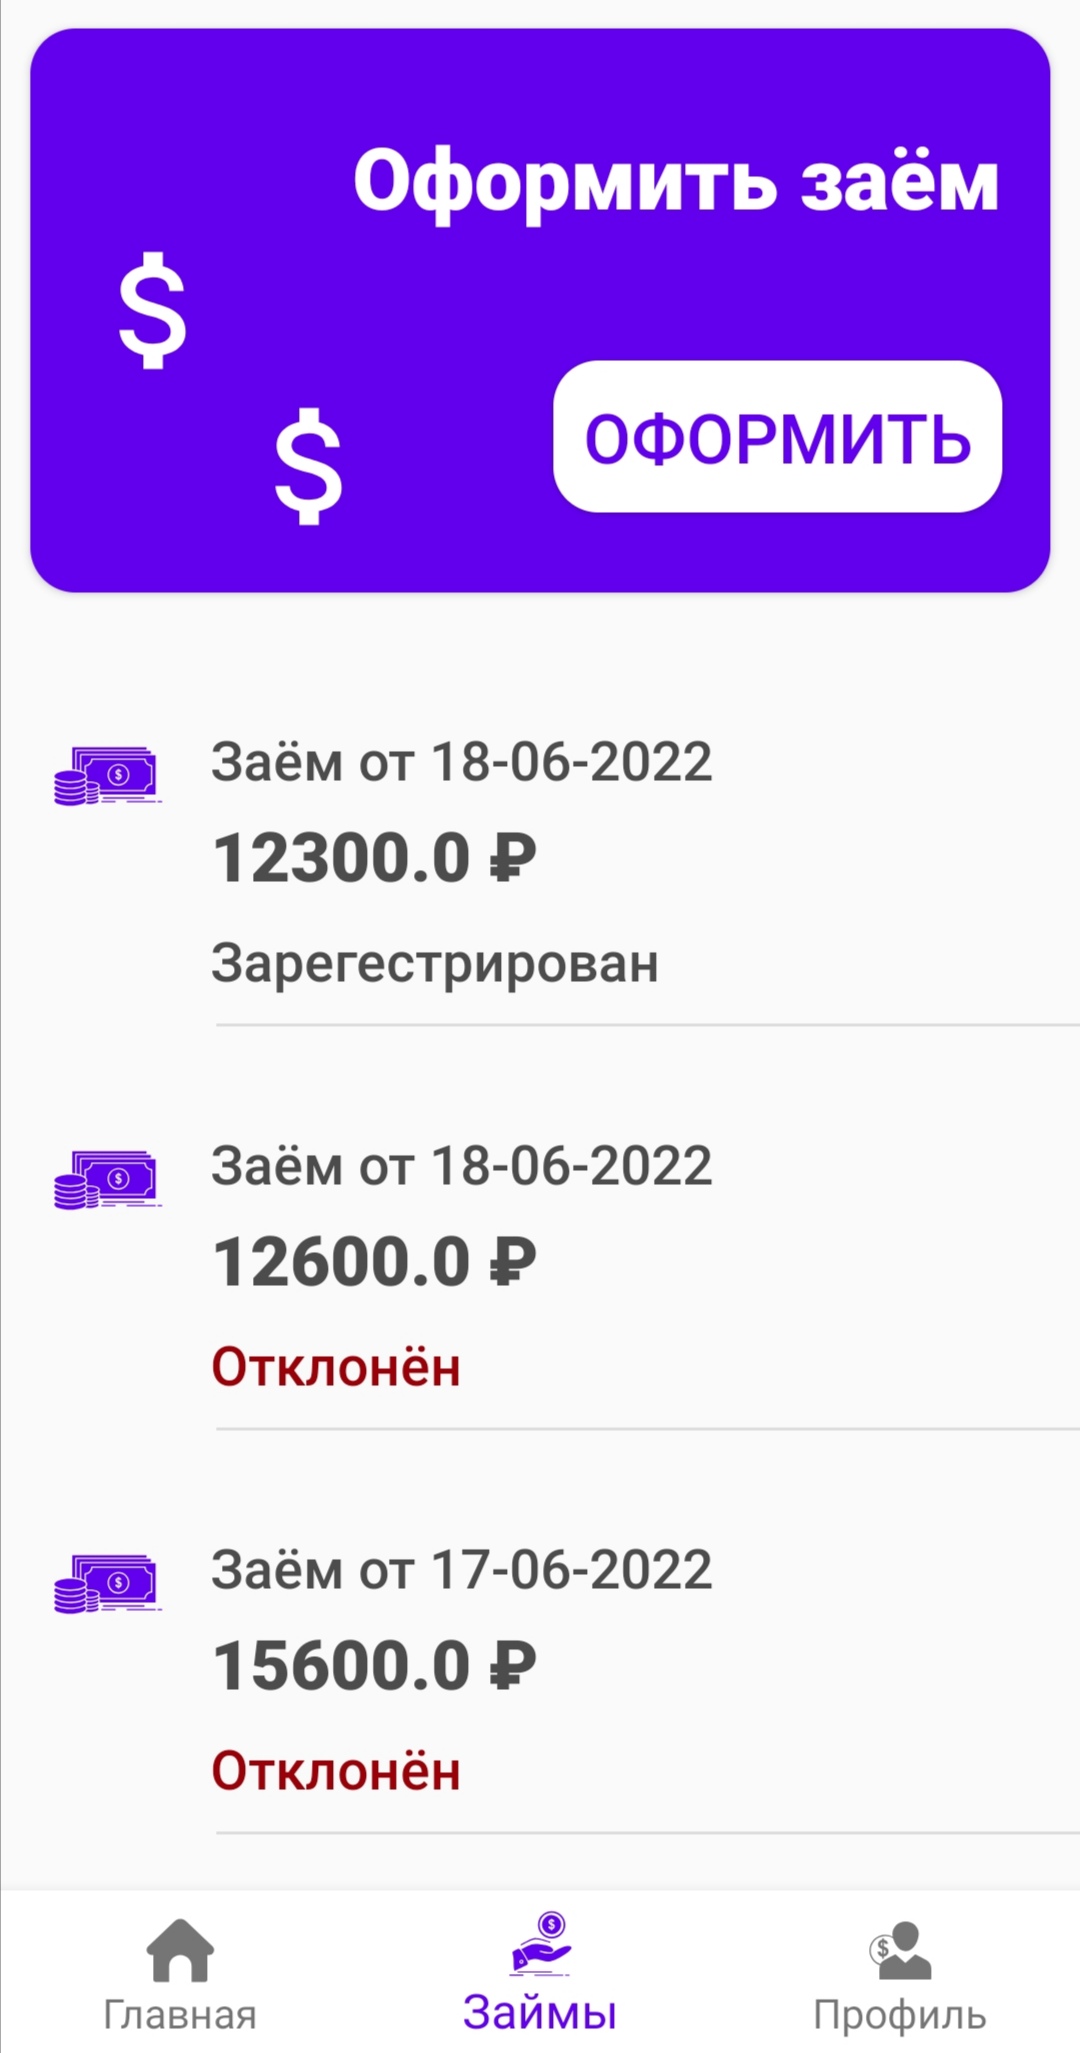 Оформить заём
$
$
ОФОРМИТЬ
Заём от 18-06-2022
12300.0 ₽
Зарегестрирован
Заём от 18-06-2022
12600.0 ₽
Отклонён
Заём от 17-06-2022
15600.0 ₽
Отклонён
Главная
Займы
Профиль